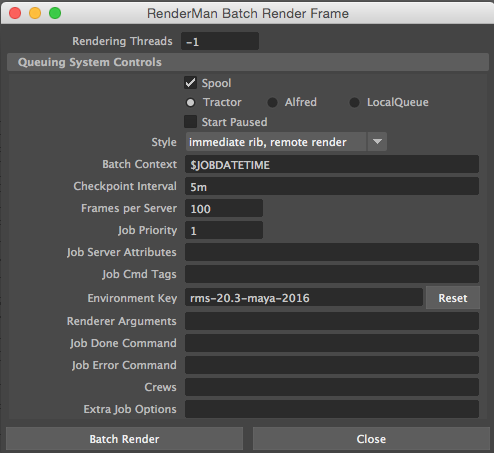 RenderMan Batch Render Frame
Rendering Threads -1
Queuing System Controls
Spool
Tractor Alfred LocalQueue
Start Paused
Style immediate rib, remote render
Batch Context $JOBDATETIME
Checkpoint Interval 5m
Frames per Server 100
Job Priority 1
Job Server Attributes
Job Cmd Tags
Environment Key rms-20.3-maya-2016 Reset
Renderer Arguments
Job Done Command
Job Error Command
Crews
Extra Job Options
Batch Render Close